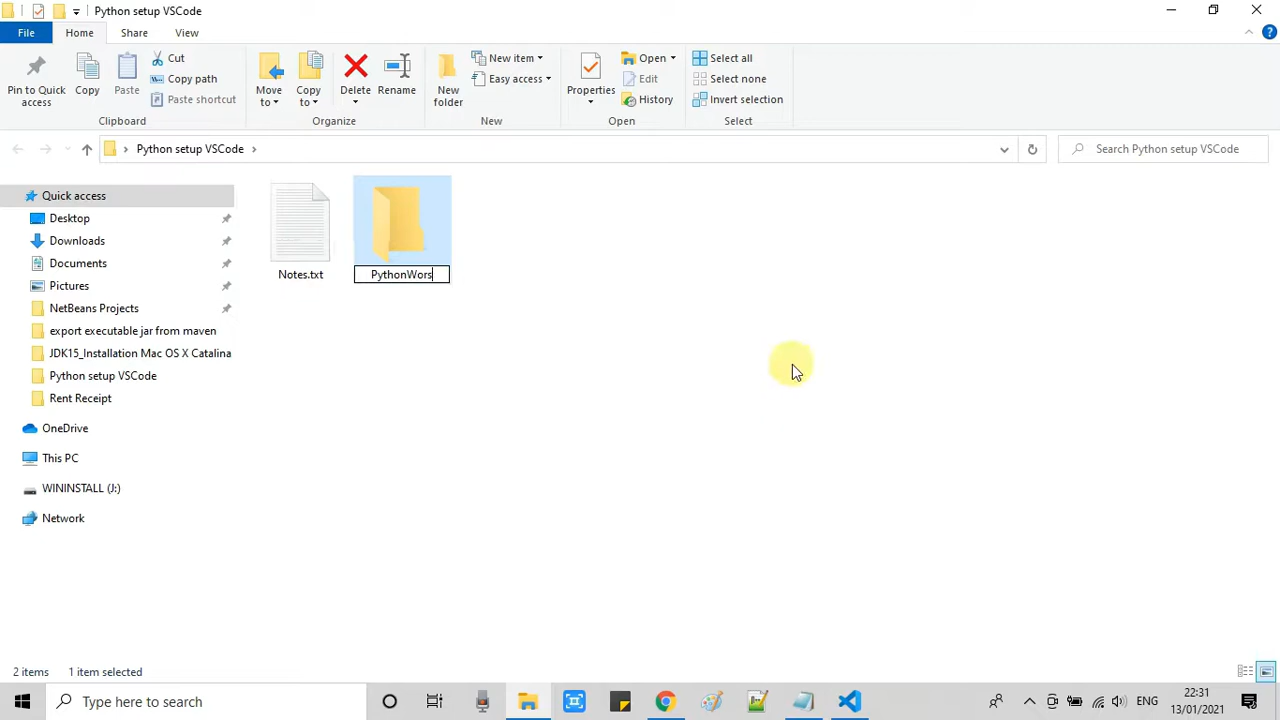 Python setup VSCode
File Home Share View
Pin to Quick access
Copy
Paste
Cut
Copy path
Paste shortcut
Clipboard
Move to
Copy to
Delete
Rename
Organize
New folder
New item
Easy access
New
Properties
Open
Edit
History
Open
Select all
Select none
Invert selection
Select
Python setup VSCode
Search Python setup VSCode
Quick access
Desktop
Downloads
Documents
Pictures
NetBeans Projects
export executable jar from maven
JDK15_Installation Mac OS X Catalina
Python setup VSCode
Rent Receipt
OneDrive
This PC
WININSTALL (J:)
Network
Notes.txt
PythonWors
2 items 1 item selected
Type here to search
ENG
22:31
13/01/2021